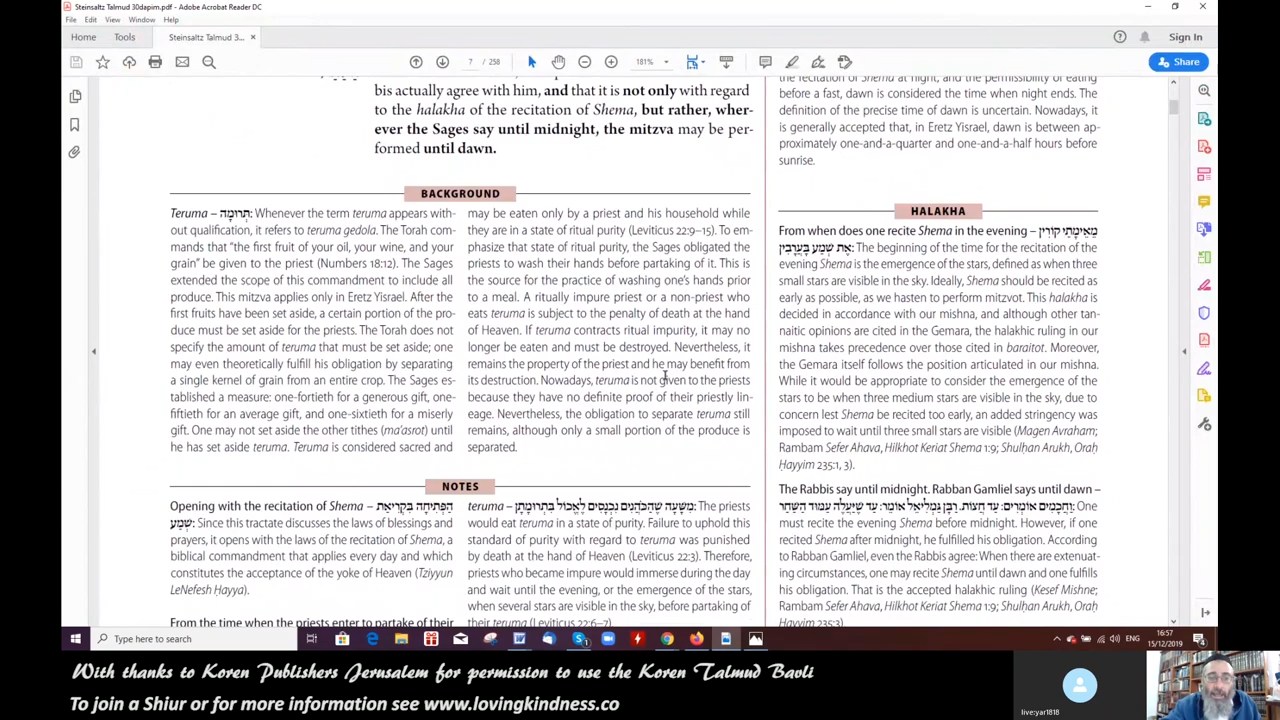 Steinsaltz Talmud 30dapim.pdf - Adobe Acrobat Reader DC
File Edit View Window Help
Home Tools Steinsaltz Talmud 3... × Sign In
7 / 258 181% Share
bis actually agree with him, and that it is not only with regard
to the halakha of the recitation of Shema, but rather, wher-
ever the Sages say until midnight, the mitzva may be per-
formed until dawn.
BACKGROUND
Teruma – תְּרוּמָה: Whenever the term teruma appears with-
out qualification, it refers to teruma gedola. The Torah com-
mands that "the first fruit of your oil, your wine, and your
grain" be given to the priest (Numbers 18:12). The Sages
extended the scope of this commandment to include all
produce. This mitzva applies only in Eretz Yisrael. After the
first fruits have been set aside, a certain portion of the pro-
duce must be set aside for the priests. The Torah does not
specify the amount of teruma that must be set aside; one
may even theoretically fulfill his obligation by separating
a single kernel of grain from an entire crop. The Sages es-
tablished a measure: one-fortieth for a generous gift, one-
fiftieth for an average gift, and one-sixtieth for a miserly
gift. One may not set aside the other tithes (ma'asrot) until
he has set aside teruma. Teruma is considered sacred and
may be eaten only by a priest and his household while
they are in a state of ritual purity (Leviticus 22:9–15). To em-
phasize that state of ritual purity, the Sages obligated the
priests to wash their hands before partaking of it. This is
the source for the practice of washing one's hands prior
to a meal. A ritually impure priest or a non-priest who
eats teruma is subject to the penalty of death at the hand
of Heaven. If teruma contracts ritual impurity, it may no
longer be eaten and must be destroyed. Nevertheless, it
remains the property of the priest and he may benefit from
its destruction. Nowadays, teruma is not given to the priests
because they have no definite proof of their priestly lin-
eage. Nevertheless, the obligation to separate teruma still
remains, although only a small portion of the produce is
separated.
NOTES
Opening with the recitation of Shema – הַפְּתִיחָה בִּקְרִיאַת
שְׁמַע: Since this tractate discusses the laws of blessings and
prayers, it opens with the laws of the recitation of Shema, a
biblical commandment that applies every day and which
constitutes the acceptance of the yoke of Heaven (Tziyyun
LeNefesh Ḥayya).
From the time when the priests enter to partake of their
teruma – מִשָּׁעָה שֶׁהַכֹּהֲנִים נִכְנָסִים לֶאֱכוֹל בִּתְרוּמָתָן: The priests
would eat teruma in a state of purity. Failure to uphold this
standard of purity with regard to teruma was punished
by death at the hand of Heaven (Leviticus 22:3). Therefore,
priests who became impure would immerse during the day
and wait until the evening, or the emergence of the stars,
when several stars are visible in the sky, before partaking of
their teruma (Leviticus 22:6–7).
the recitation of Shema at night, and the permissibility of eating
before a fast, dawn is considered the time when night ends. The
definition of the precise time of dawn is uncertain. Nowadays, it
is generally accepted that, in Eretz Yisrael, dawn is between ap-
proximately one-and-a-quarter and one-and-a-half hours before
sunrise.
HALAKHA
From when does one recite Shema in the evening – מֵאֵימָתַי קוֹרִין
אֶת שְׁמַע בָּעֲרָבִין: The beginning of the time for the recitation of the
evening Shema is the emergence of the stars, defined as when three
small stars are visible in the sky. Ideally, Shema should be recited as
early as possible, as we hasten to perform mitzvot. This halakha is
decided in accordance with our mishna, and although other tan-
naitic opinions are cited in the Gemara, the halakhic ruling in our
mishna takes precedence over those cited in baraitot. Moreover,
the Gemara itself follows the position articulated in our mishna.
While it would be appropriate to consider the emergence of the
stars to be when three medium stars are visible in the sky, due to
concern lest Shema be recited too early, an added stringency was
imposed to wait until three small stars are visible (Magen Avraham;
Rambam Sefer Ahava, Hilkhot Keriat Shema 1:9; Shulḥan Arukh, Oraḥ
Ḥayyim 235:1, 3).
The Rabbis say until midnight. Rabban Gamliel says until dawn –
וַחֲכָמִים אוֹמְרִים: עַד חֲצוֹת. רַבָּן גַּמְלִיאֵל אוֹמֵר: עַד שֶׁיַּעֲלֶה עַמּוּד הַשַּׁחַר: One
must recite the evening Shema before midnight. However, if one
recited Shema after midnight, he fulfilled his obligation. According
to Rabban Gamliel, even the Rabbis agree: When there are extenuat-
ing circumstances, one may recite Shema until dawn and one fulfills
his obligation. That is the accepted halakhic ruling (Kesef Mishne;
Rambam Sefer Ahava, Hilkhot Keriat Shema 1:9; Shulḥan Arukh, Oraḥ
Ḥayyim 235:3).
Type here to search
ENG 16:57
15/12/2019
With thanks to Koren Publishers Jerusalem for permission to use the Koren Talmud Bavli
To join a Shiur or for more information see www.lovingkindness.co
live:yar1818